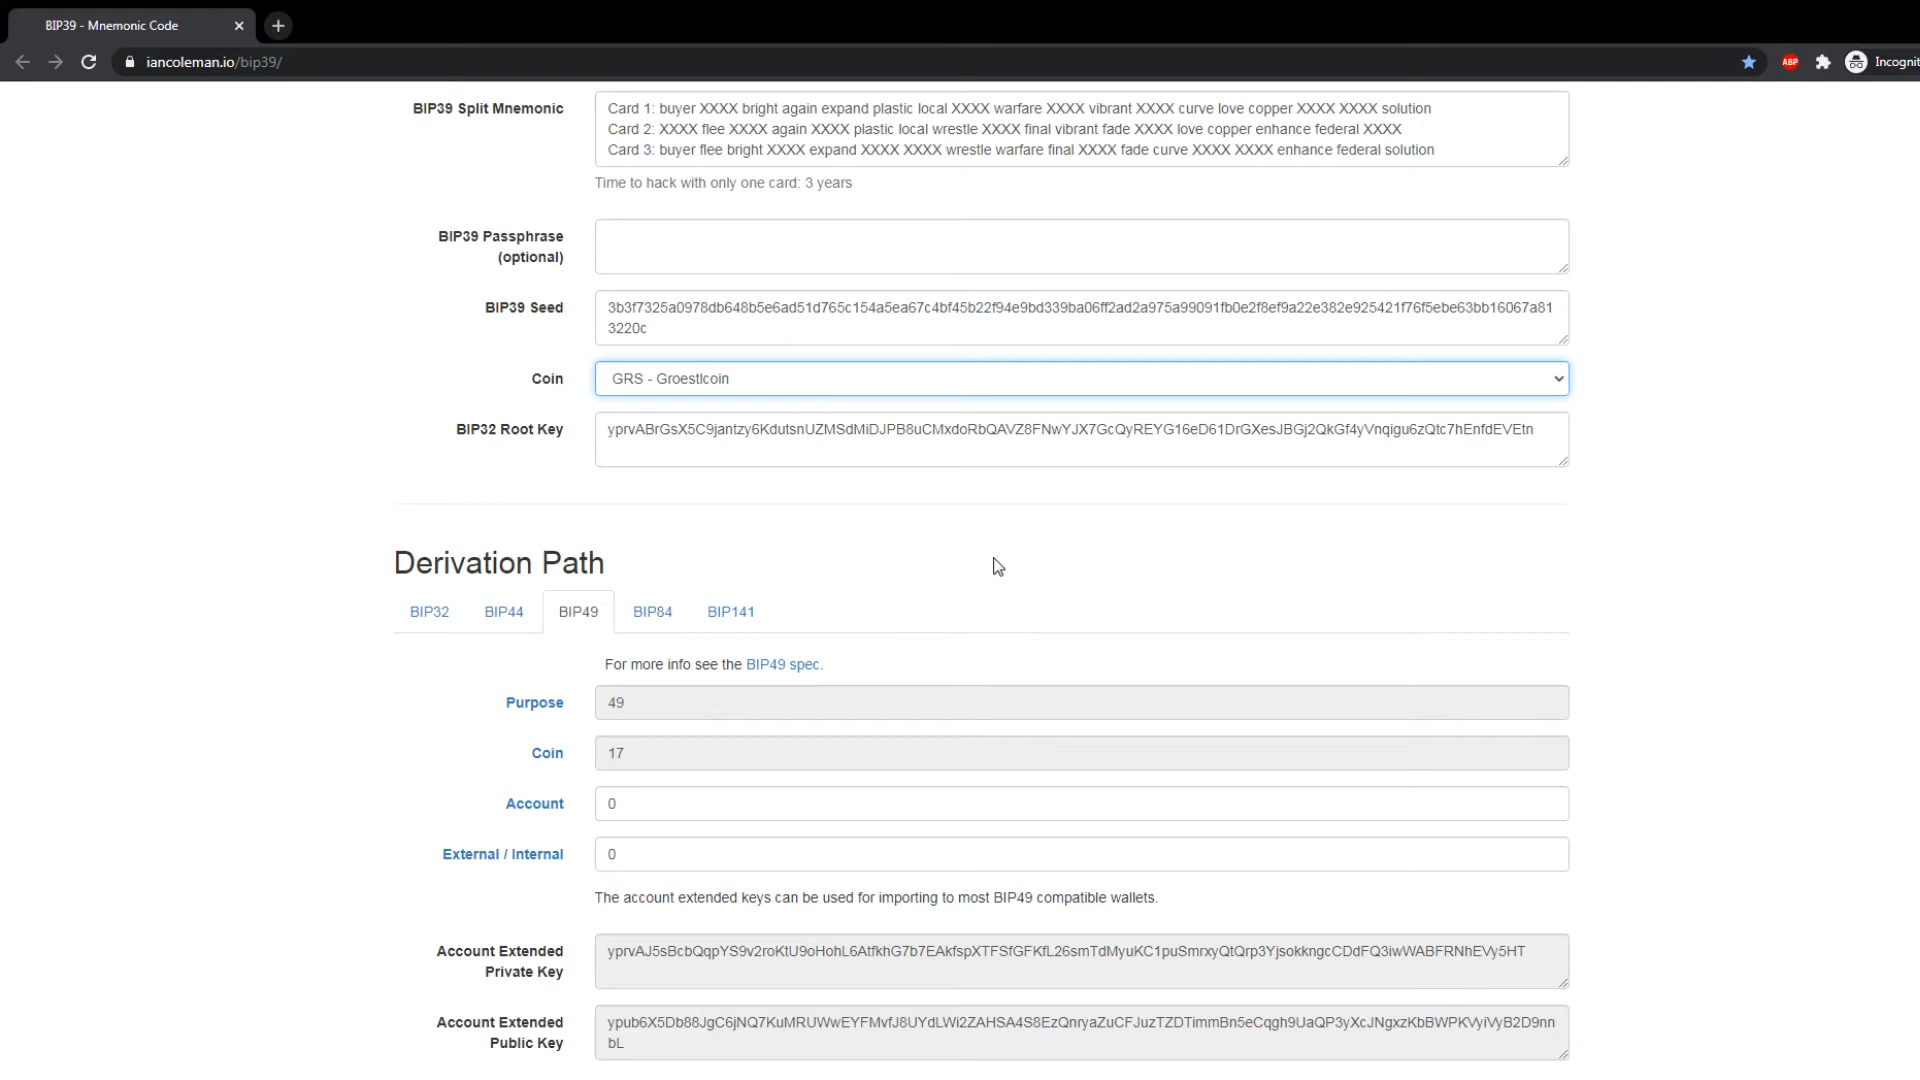 BIP39 - Mnemonic Code
iancoleman.io/bip39/
ABP
Incognit
BIP39 Split Mnemonic
Card 1: buyer XXXX bright again expand plastic local XXXX warfare XXXX vibrant XXXX curve love copper XXXX XXXX solution
Card 2: XXXX flee XXXX again XXXX plastic local wrestle XXXX final vibrant fade XXXX love copper enhance federal XXXX
Card 3: buyer flee bright XXXX expand XXXX XXXX wrestle warfare final XXXX fade curve XXXX XXXX enhance federal solution
Time to hack with only one card: 3 years
BIP39 Passphrase
(optional)
BIP39 Seed
3b3f7325a0978db648b5e6ad51d765c154a5ea67c4bf45b22f94e9bd339ba06ff2ad2a975a99091fb0e2f8ef9a22e382e925421f76f5ebe63bb16067a81
3220c
Coin
GRS - Groestlcoin
BIP32 Root Key
yprvABrGsX5C9jantzy6KdutsnUZMSdMiDJPB8uCMxdoRbQAVZ8FNwYJX7GcQyREYG16eD61DrGXesJBGj2QkGf4yVnqigu6zQtc7hEnfdEVEtn
Derivation Path
BIP32
BIP44
BIP49
BIP84
BIP141
For more info see the BIP49 spec.
Purpose
49
Coin
17
Account
0
External / Internal
0
The account extended keys can be used for importing to most BIP49 compatible wallets.
Account Extended
Private Key
yprvAJ5sBcbQqpYS9v2roKtU9oHohL6AtfkhG7b7EAkfspXTFSfGFKfL26smTdMyuKC1puSmrxyQtQrp3YjsokkngcCDdFQ3iwWABFRNhEVy5HT
Account Extended
Public Key
ypub6X5Db88JgC6jNQ7KuMRUWwEYFMvfJ8UYdLWi2ZAHSA4S8EzQnryaZuCFJuzTZDTimmBn5eCqgh9UaQP3yXcJNgxzKbBWPKVyiVyB2D9nn
bL